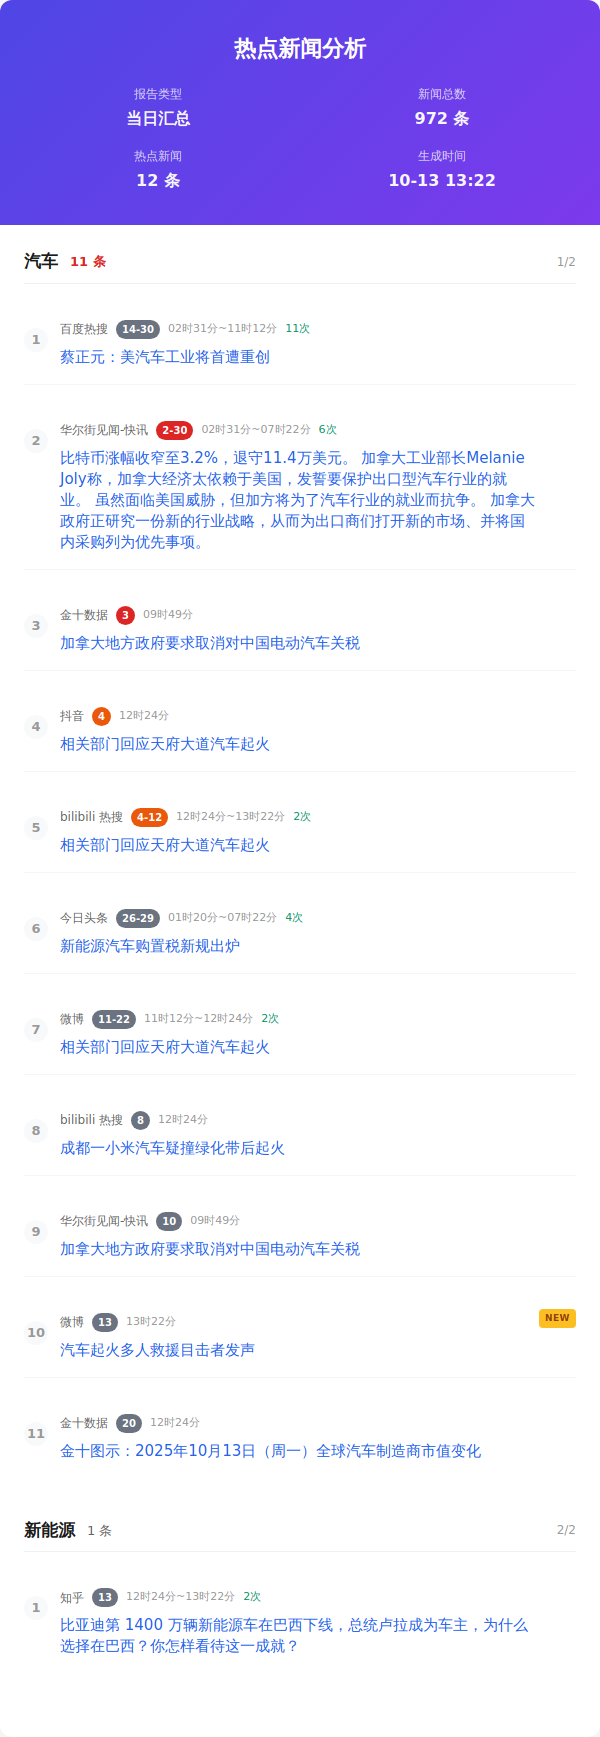 热点新闻分析
报告类型
当日汇总
新闻总数
972 条
热点新闻
12 条
生成时间
10-13 13:22
汽车 11 条 1/2
1 百度热搜 14-30 02时31分~11时12分 11次
蔡正元：美汽车工业将首遭重创
2 华尔街见闻-快讯 2-30 02时31分~07时22分 6次
比特币涨幅收窄至3.2%，退守11.4万美元。 加拿大工业部长Melanie
Joly称，加拿大经济太依赖于美国，发誓要保护出口型汽车行业的就
业。 虽然面临美国威胁，但加方将为了汽车行业的就业而抗争。 加拿大
政府正研究一份新的行业战略，从而为出口商们打开新的市场、并将国
内采购列为优先事项。
3 金十数据 3 09时49分
加拿大地方政府要求取消对中国电动汽车关税
4 抖音 4 12时24分
相关部门回应天府大道汽车起火
5 bilibili 热搜 4-12 12时24分~13时22分 2次
相关部门回应天府大道汽车起火
6 今日头条 26-29 01时20分~07时22分 4次
新能源汽车购置税新规出炉
7 微博 11-22 11时12分~12时24分 2次
相关部门回应天府大道汽车起火
8 bilibili 热搜 8 12时24分
成都一小米汽车疑撞绿化带后起火
9 华尔街见闻-快讯 10 09时49分
加拿大地方政府要求取消对中国电动汽车关税
10 微博 13 13时22分 NEW
汽车起火多人救援目击者发声
11 金十数据 20 12时24分
金十图示：2025年10月13日（周一）全球汽车制造商市值变化
新能源 1 条 2/2
1 知乎 13 12时24分~13时22分 2次
比亚迪第 1400 万辆新能源车在巴西下线，总统卢拉成为车主，为什么
选择在巴西？你怎样看待这一成就？